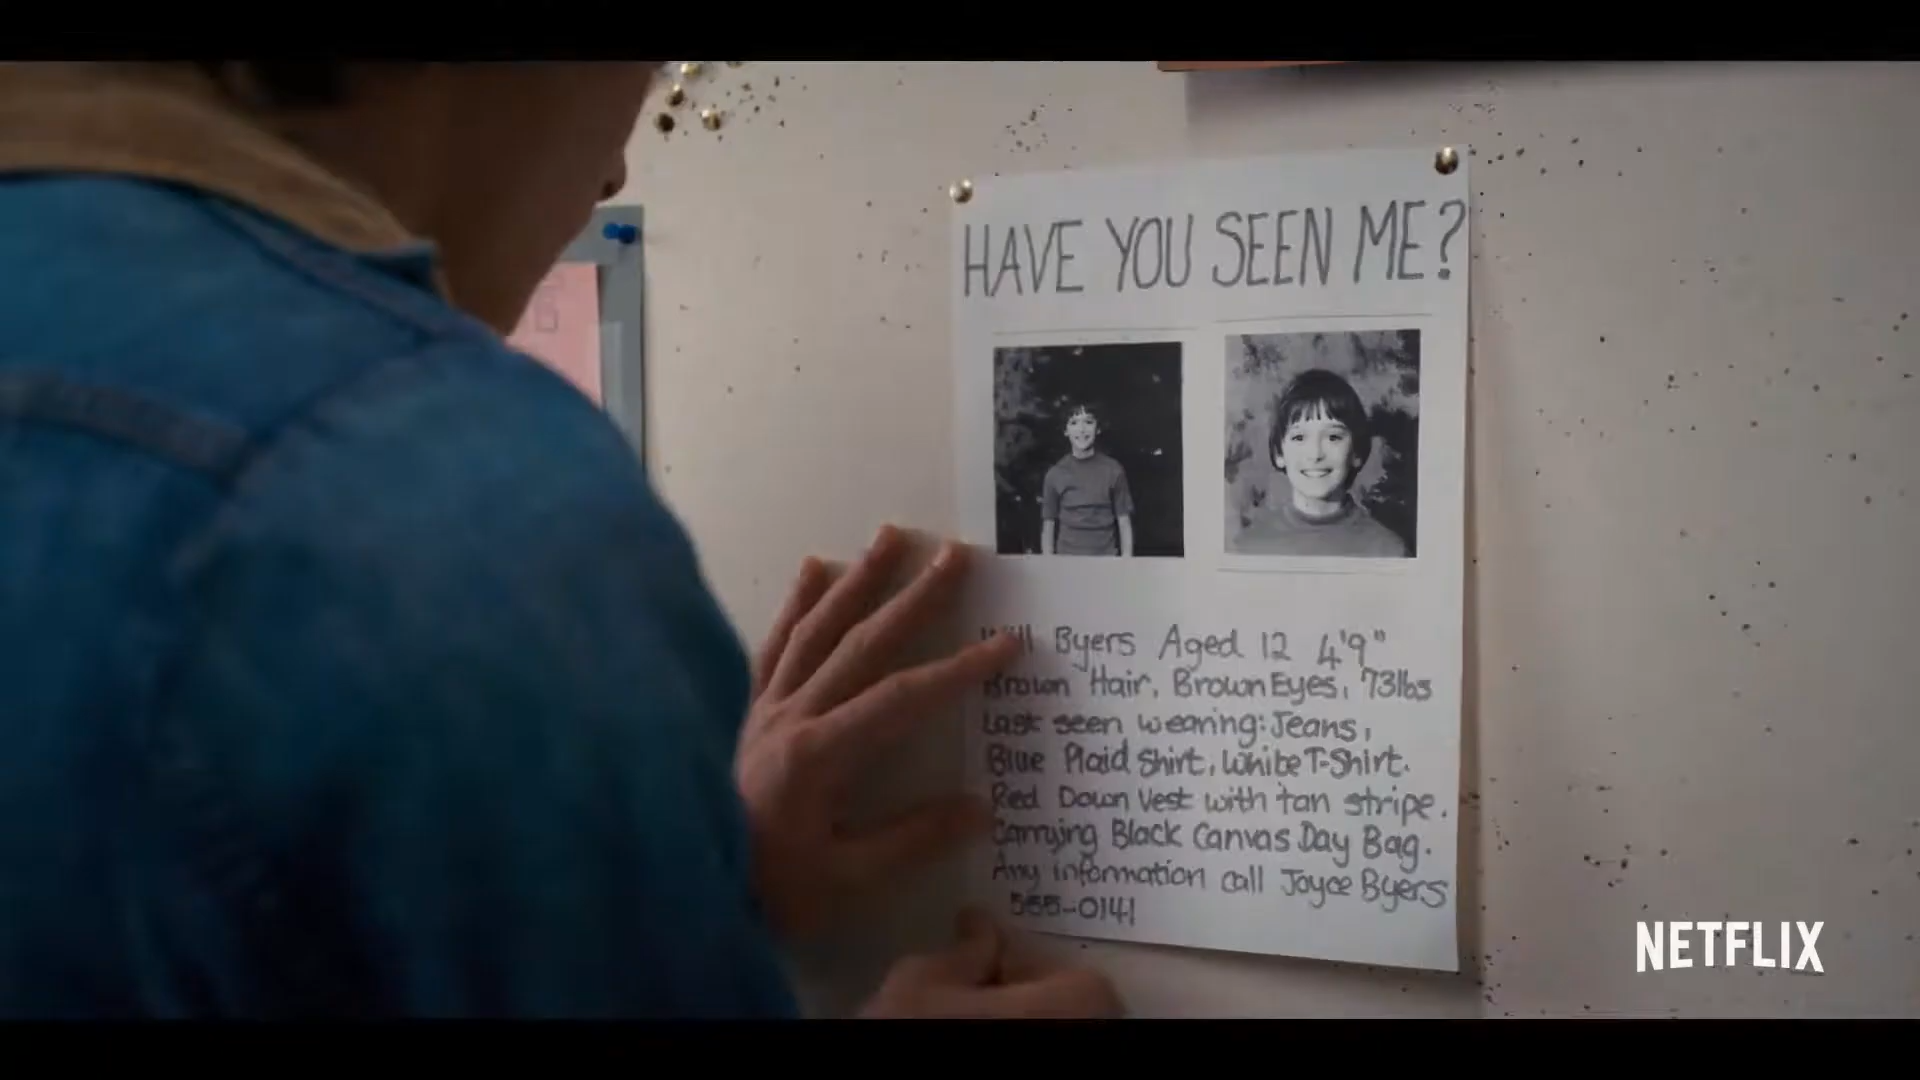 HAVE YOU SEEN ME?
Will Byers Aged 12 4'9"
Brown Hair, Brown Eyes, 73lbs
Last seen wearing: Jeans,
Blue Plaid Shirt, White T-Shirt.
Red Down Vest with tan stripe.
Carrying Black Canvas Day Bag.
Any information call Joyce Byers
555-0141
NETFLIX